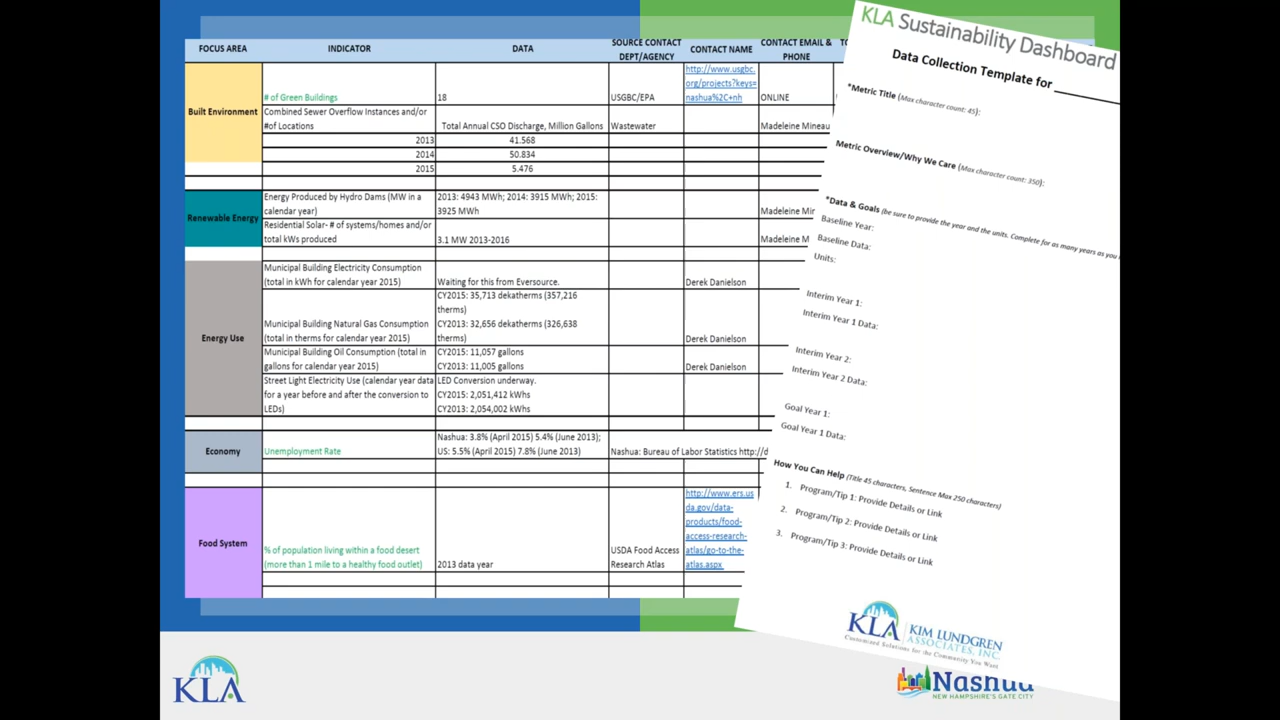 FOCUS AREA
INDICATOR
DATA
SOURCE CONTACT
DEPT/AGENCY
CONTACT NAME
CONTACT EMAIL &
PHONE
Built Environment
# of Green Buildings
18
USGBC/EPA
http://www.usgbc.
org/projects?keys=
nashua%2C+nh
ONLINE
Combined Sewer Overflow Instances and/or
#of Locations
Total Annual CSO Discharge, Million Gallons
Wastewater
Madeleine Mineau
2013
41.568
2014
50.834
2015
5.476
Renewable Energy
Energy Produced by Hydro Dams (MW in a
calendar year)
2013: 4943 MWh; 2014: 3915 MWh; 2015:
3925 MWh
Madeleine Min
Residential Solar- # of systems/homes and/or
total kWs produced
3.1 MW 2013-2016
Madeleine M
Energy Use
Municipal Building Electricity Consumption
(total in kWh for calendar year 2015)
Waiting for this from Eversource.
Derek Danielson
Municipal Building Natural Gas Consumption
(total in therms for calendar year 2015)
CY2015: 35,713 dekatherms (357,216
therms)
CY2013: 32,656 dekatherms (326,638
therms)
Derek Danielson
Municipal Building Oil Consumption (total in
gallons for calendar year 2015)
CY2015: 11,057 gallons
CY2013: 11,005 gallons
Derek Danielson
Street Light Electricity Use (calendar year data
for a year before and after the conversion to
LEDs)
LED Conversion underway.
CY2015: 2,051,412 kWhs
CY2013: 2,054,002 kWhs
Economy
Unemployment Rate
Nashua: 3.8% (April 2015) 5.4% (June 2013);
US: 5.5% (April 2015) 7.8% (June 2013)
Nashua: Bureau of Labor Statistics http://d
Food System
% of population living within a food desert
(more than 1 mile to a healthy food outlet)
2013 data year
USDA Food Access
Research Atlas
http://www.ers.us
da.gov/data-
products/food-
access-research-
atlas/go-to-the-
atlas.aspx
KLA Sustainability Dashboard
Data Collection Template for
*Metric Title (Max character count: 45):
Metric Overview/Why We Care (Max character count: 350):
*Data & Goals (be sure to provide the year and the units. Complete for as many years as you
Baseline Year:
Baseline Data:
Units:
Interim Year 1:
Interim Year 1 Data:
Interim Year 2:
Interim Year 2 Data:
Goal Year 1:
Goal Year 1 Data:
How You Can Help (Title 45 characters, Sentence Max 250 characters)
1. Program/Tip 1: Provide Details or Link
2. Program/Tip 2: Provide Details or Link
3. Program/Tip 3: Provide Details or Link
KLA KIM LUNDGREN
ASSOCIATES, INC.
Customized Solutions for the Community You Want
KLA
Nashua
NEW HAMPSHIRE'S GATE CITY